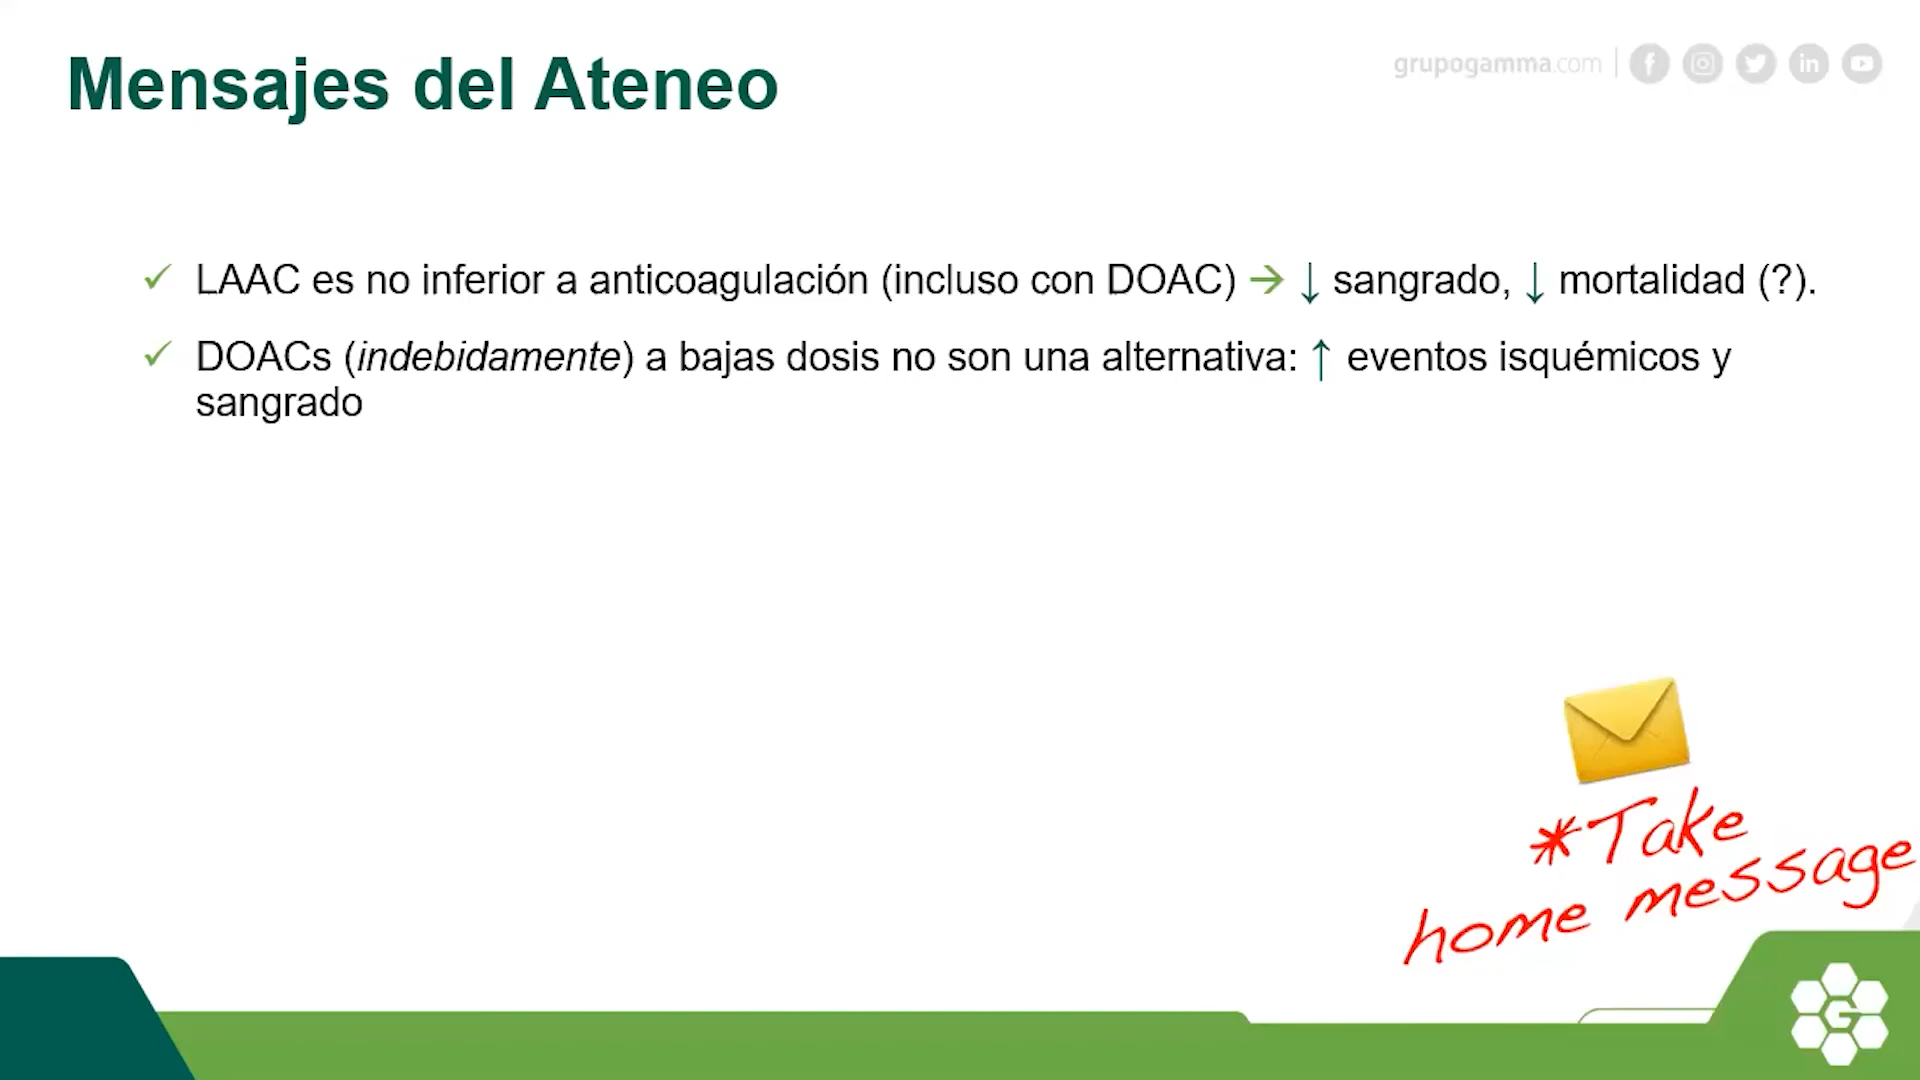 Mensajes del Ateneo
grupogamma.com
✓ LAAC es no inferior a anticoagulación (incluso con DOAC) → ↓ sangrado, ↓ mortalidad (?).
✓ DOACs (indebidamente) a bajas dosis no son una alternativa: ↑ eventos isquémicos y
sangrado
*Take
home message
G